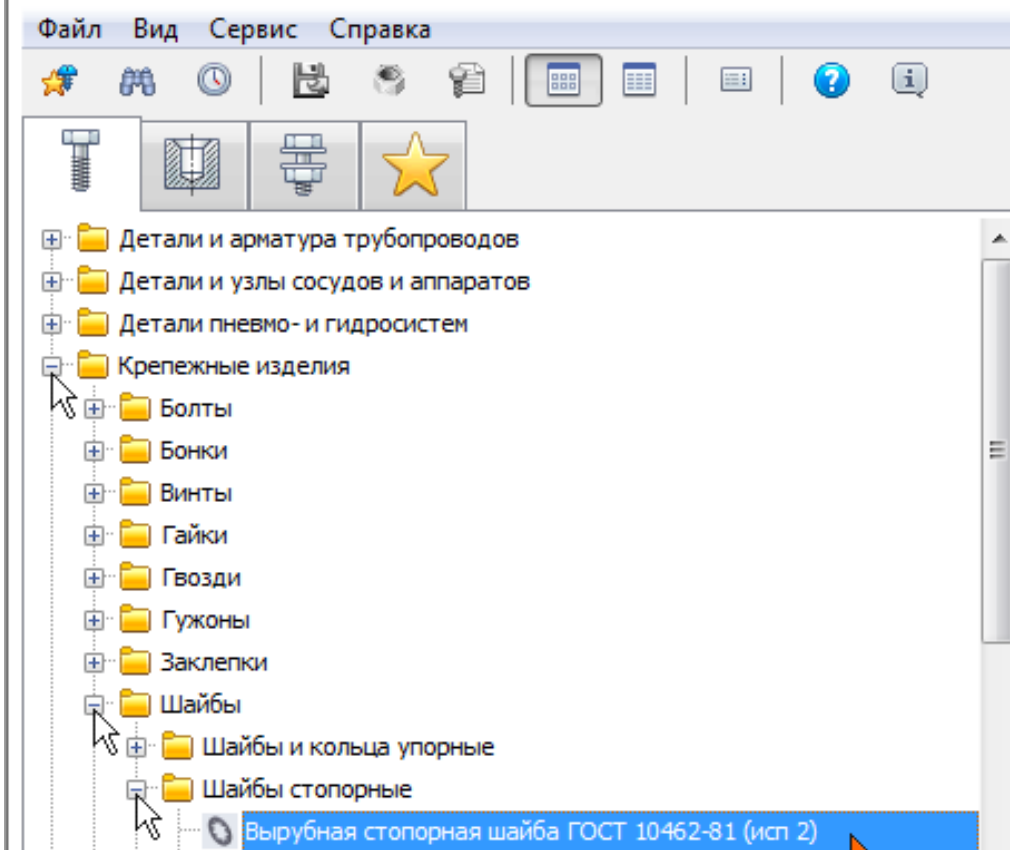 Файл Вид Сервис Справка
Детали и арматура трубопроводов
Детали и узлы сосудов и аппаратов
Детали пневмо- и гидросистем
Крепежные изделия
Болты
Бонки
Винты
Гайки
Гвозди
Гужоны
Заклепки
Шайбы
Шайбы и кольца упорные
Шайбы стопорные
Вырубная стопорная шайба ГОСТ 10462-81 (исп 2)